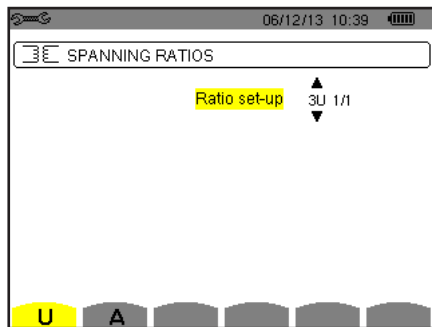 06/12/13 10:39
SPANNING RATIOS
Ratio set-up 3U 1/1
U A